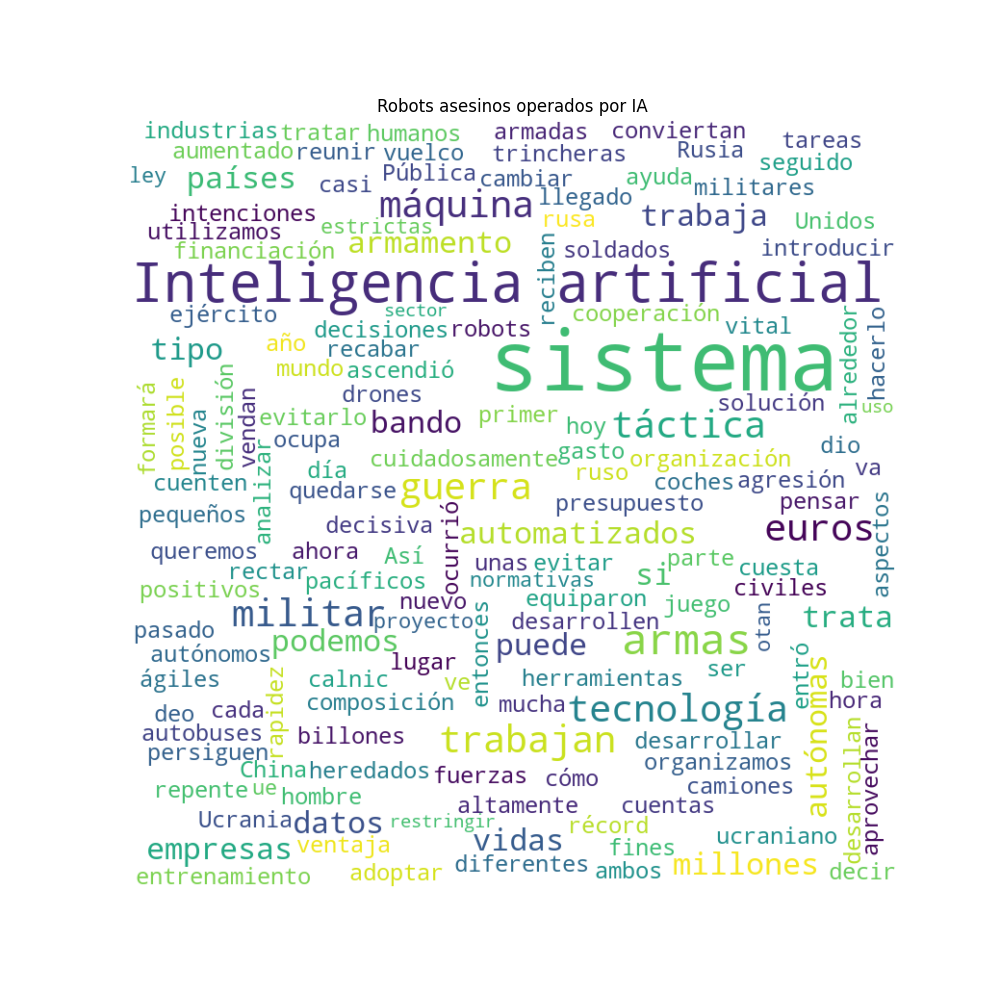 Robots asesinos operados por IA
industrias tratar humanos armadas conviertan tareas
aumentado reunir vuelco trincheras Rusia seguido
ley países casi Pública cambiar llegado ayuda militares
intenciones máquina rusa trabaja Unidos
utilizamos estrictas
financiación armamento reciben soldados introducir
Inteligencia artificial
ejército sector cooperación vital alrededor hacerlo
decisiones robots
tipo año recabar sistema
mundo ascendió
drones solución uso
formará posible nueva división vendan evitarlo bando primer hoy táctica
ocupa dio
analizar cuidadosamente gasto organización
día ruso va
cuenten quedarse guerra coches agresión
presupuesto pensar aspectos
pequeños decisiva ocurrió automatizados euros
queremos ahora Así unas evitar parte
rectar pacíficos normativas si cuesta
positivos nuevo equiparon juego civiles
militar proyecto entonces desarrollen otan trata
pasado podemos puede armas
autónomos lugar entró autónomas
ágiles rapidez calnic ve herramientas ser bien
deo cada composición mucha tecnología hora
autobuses billones trabajan desarrollar desarrollan aprovechar
persiguen organizamos
China heredados fuerzas cómo camiones
repente ue hombre altamente cuentas
Ucrania datos restringir récord ucraniano
empresas ventaja vidas fines
entrenamiento adoptar diferentes ambos millones decir